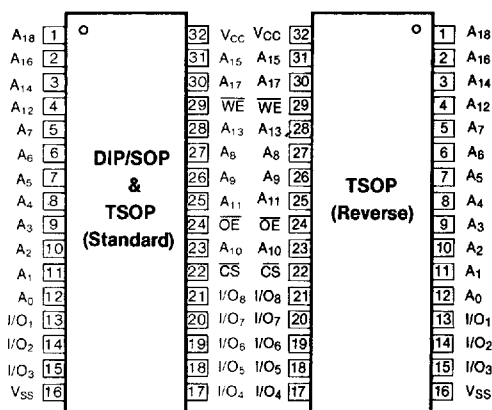 A18 1 32 VCC VCC 32 1 A18
A16 2 31 A15 A15 31 2 A16
A14 3 30 A17 A17 30 3 A14
A12 4 29 W̅E̅ W̅E̅ 29 4 A12
A7 5 28 A13 A13 28 5 A7
A6 6 27 A8 A8 27 6 A6
A5 7 26 A9 A9 26 7 A5
A4 8 25 A11 A11 25 8 A4
A3 9 24 O̅E̅ O̅E̅ 24 9 A3
A2 10 23 A10 A10 23 10 A2
A1 11 22 C̅S̅ C̅S̅ 22 11 A1
A0 12 21 I/O8 I/O8 21 12 A0
I/O1 13 20 I/O7 I/O7 20 13 I/O1
I/O2 14 19 I/O6 I/O6 19 14 I/O2
I/O3 15 18 I/O5 I/O5 18 15 I/O3
VSS 16 17 I/O4 I/O4 17 16 VSS
DIP/SOP
&
TSOP
(Standard)
TSOP
(Reverse)